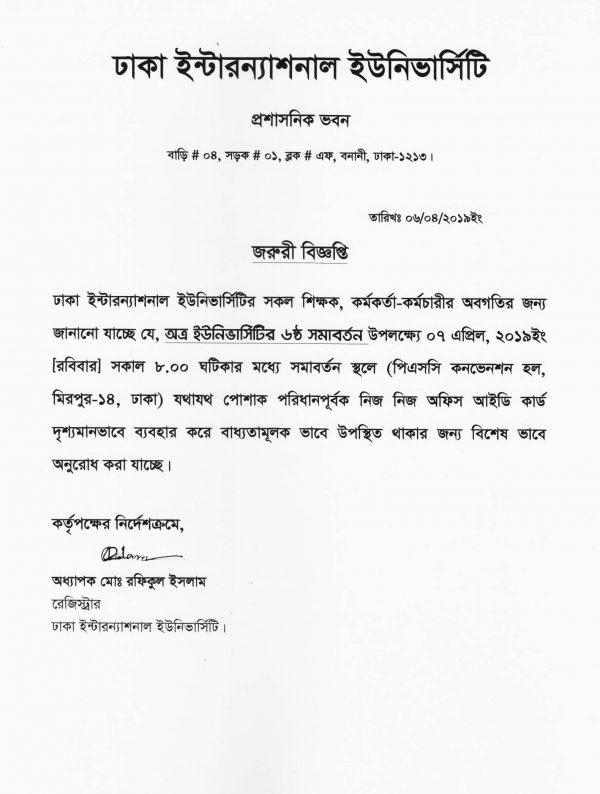 ঢাকা ইন্টারন্যাশনাল ইউনিভার্সিটি
প্রশাসনিক ভবন
বাড়ি # ০৪, সড়ক # ০১, ব্লক # এফ, বনানী, ঢাকা-১২১৩।
তারিখঃ ০৬/০৪/২০১৯ইং
জরুরী বিজ্ঞপ্তি
ঢাকা ইন্টারন্যাশনাল ইউনিভার্সিটির সকল শিক্ষক, কর্মকর্তা-কর্মচারীর অবগতির জন্য
জানানো যাচ্ছে যে, অত্র ইউনিভার্সিটির ৬ষ্ঠ সমাবর্তন উপলক্ষ্যে ০৭ এপ্রিল, ২০১৯ইং
[রবিবার] সকাল ৮.০০ ঘটিকার মধ্যে সমাবর্তন স্থলে (পিএসসি কনভেনশন হল,
মিরপুর-১৪, ঢাকা) যথাযথ পোশাক পরিধানপূর্বক নিজ নিজ অফিস আইডি কার্ড
দৃশ্যমানভাবে ব্যবহার করে বাধ্যতামূলক ভাবে উপস্থিত থাকার জন্য বিশেষ ভাবে
অনুরোধ করা যাচ্ছে।
কর্তৃপক্ষের নির্দেশক্রমে,
অধ্যাপক মোঃ রফিকুল ইসলাম
রেজিস্ট্রার
ঢাকা ইন্টারন্যাশনাল ইউনিভার্সিটি।